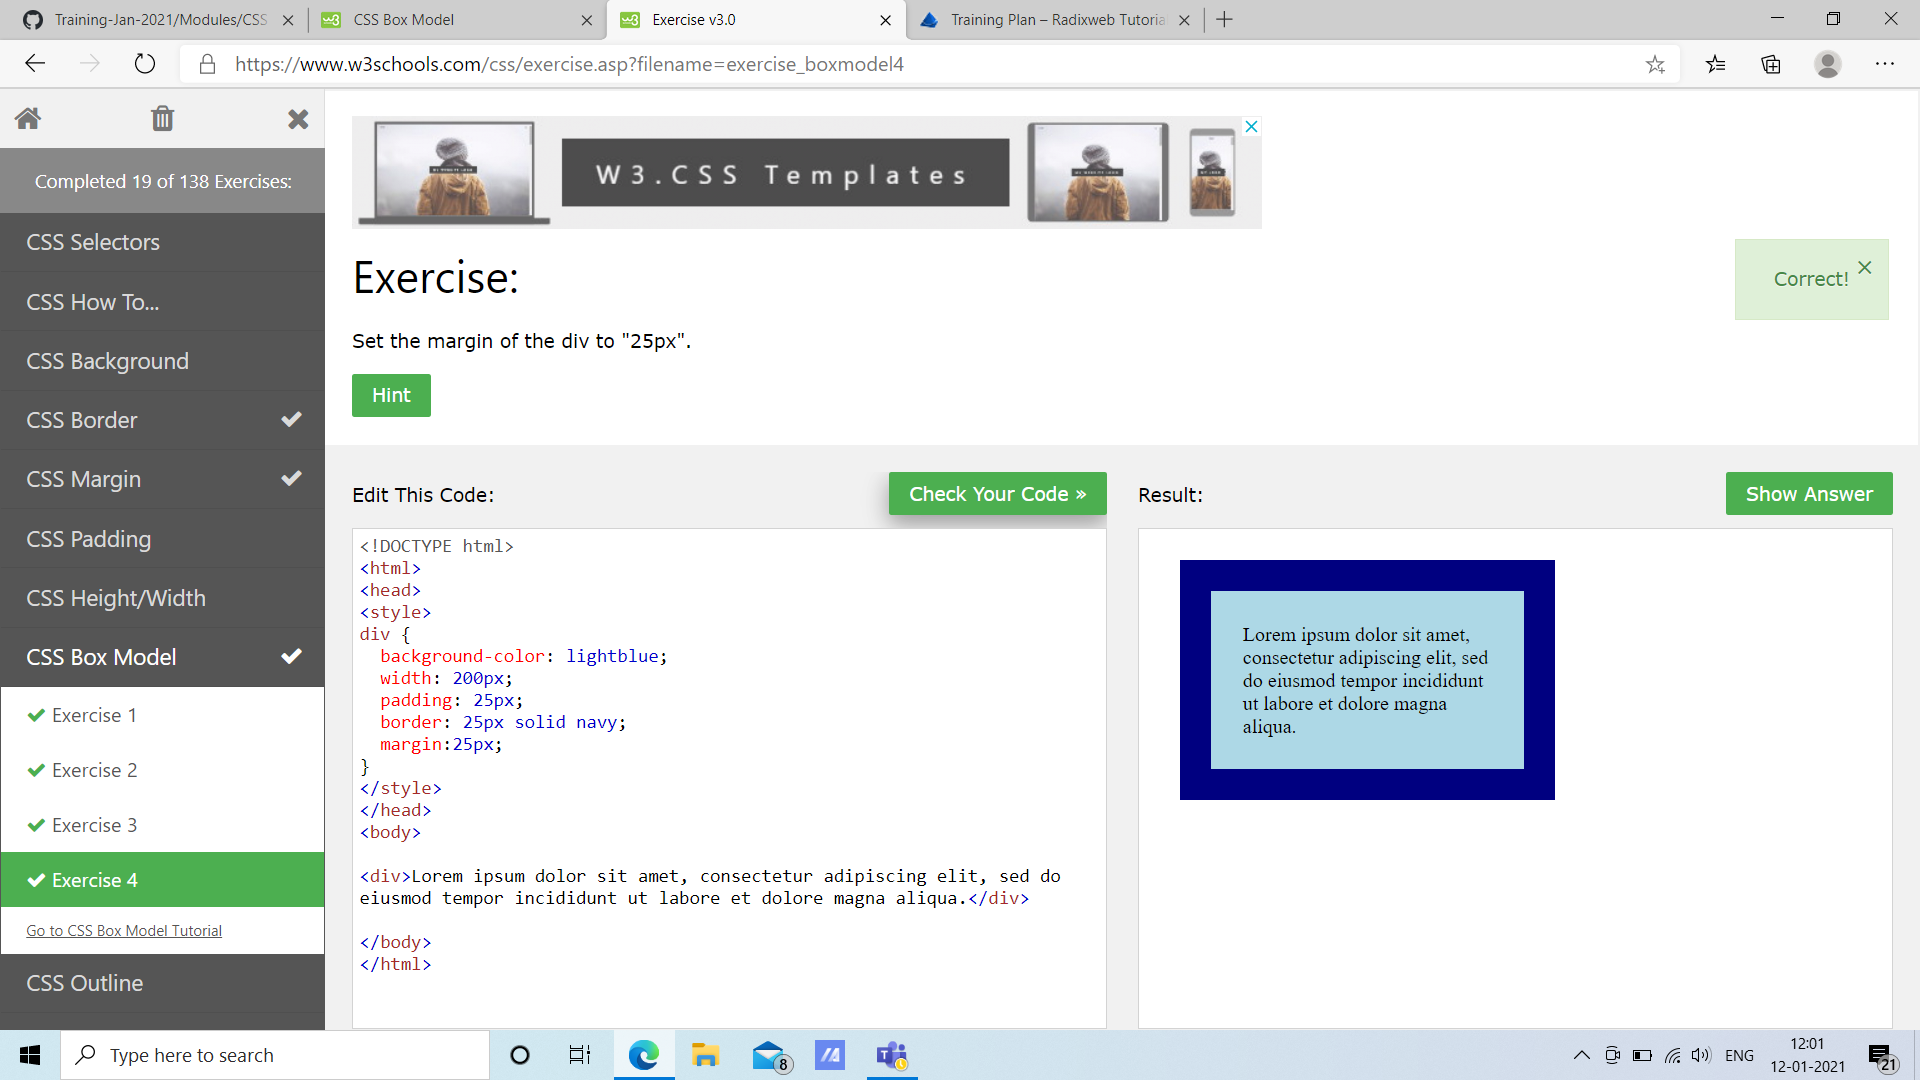 Training-Jan-2021/Modules/CSS
CSS Box Model
Exercise v3.0
Training Plan – Radixweb Tutoria
https://www.w3schools.com/css/exercise.asp?filename=exercise_boxmodel4
Completed 19 of 138 Exercises:
CSS Selectors
CSS How To...
CSS Background
CSS Border
CSS Margin
CSS Padding
CSS Height/Width
CSS Box Model
Exercise 1
Exercise 2
Exercise 3
Exercise 4
Go to CSS Box Model Tutorial
CSS Outline
W3.CSS Templates
Exercise:
Correct!
Set the margin of the div to "25px".
Hint
Edit This Code:
Check Your Code »
Result:
Show Answer
<!DOCTYPE html>
<html>
<head>
<style>
div {
  background-color: lightblue;
  width: 200px;
  padding: 25px;
  border: 25px solid navy;
  margin:25px;
}
</style>
</head>
<body>
<div>Lorem ipsum dolor sit amet, consectetur adipiscing elit, sed do
eiusmod tempor incididunt ut labore et dolore magna aliqua.</div>
</body>
</html>
Lorem ipsum dolor sit amet,
consectetur adipiscing elit, sed
do eiusmod tempor incididunt
ut labore et dolore magna
aliqua.
Type here to search
8
ENG
12:01
12-01-2021
21